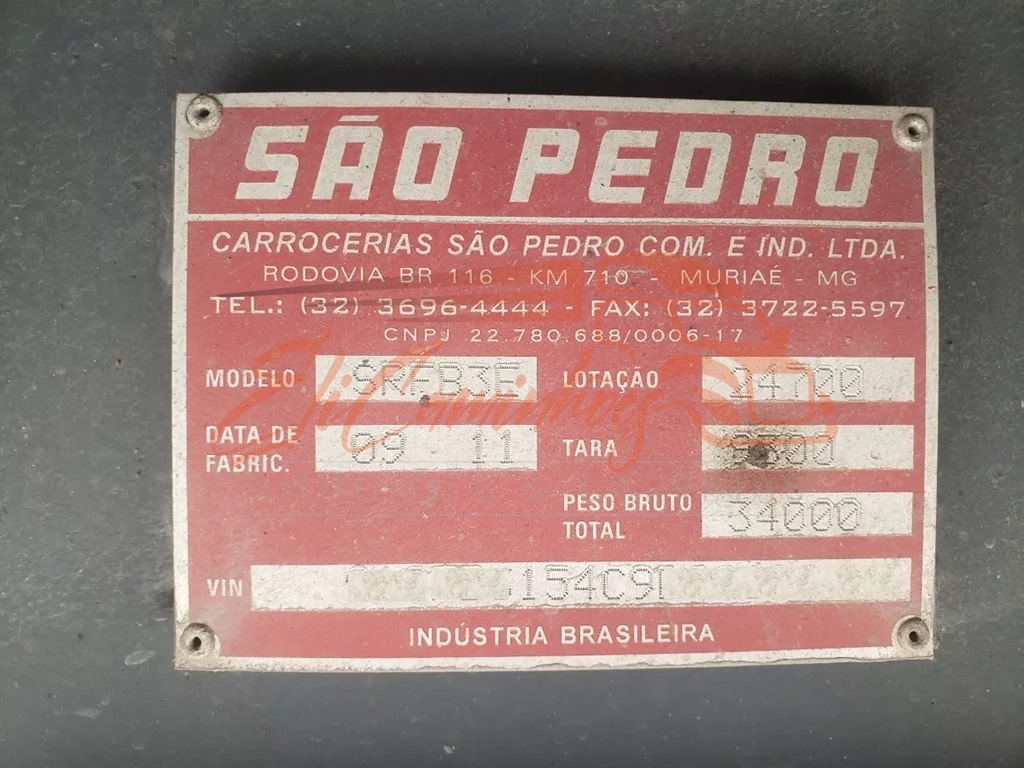 SÃO PEDRO
CARROCERIAS SÃO PEDRO COM. E IND. LTDA.
RODOVIA BR 116 - KM 710 - MURIAÉ - MG
TEL.: (32) 3696-4444 - FAX: (32) 3722-5597
CNPJ 22.780.688/0006-17
MODELO SRFB3E LOTAÇÃO 24700
DATA DE FABRIC. 09 11 TARA
PESO BRUTO TOTAL 34000
VIN
INDÚSTRIA BRASILEIRA